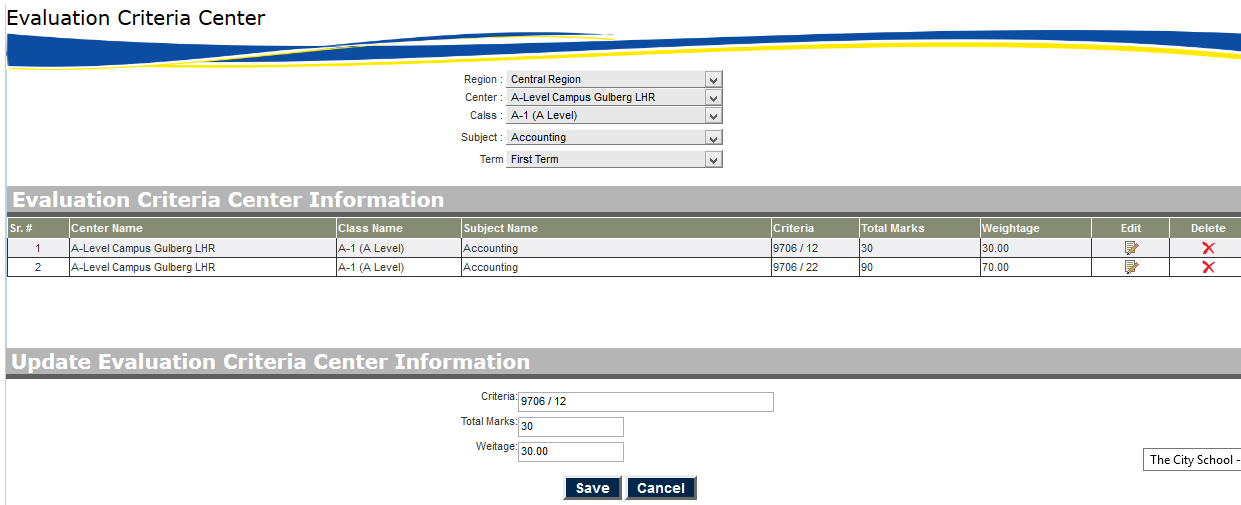 Evaluation Criteria Center
Region : Central Region
Center : A-Level Campus Gulberg LHR
Calss : A-1 (A Level)
Subject : Accounting
Term First Term
Evaluation Criteria Center Information
Sr. # Center Name Class Name Subject Name Criteria Total Marks Weightage Edit Delete
1 A-Level Campus Gulberg LHR A-1 (A Level) Accounting 9706 / 12 30 30.00
2 A-Level Campus Gulberg LHR A-1 (A Level) Accounting 9706 / 22 90 70.00
Update Evaluation Criteria Center Information
Criteria: 9706 / 12
Total Marks: 30
Weitage: 30.00
The City School -
Save Cancel